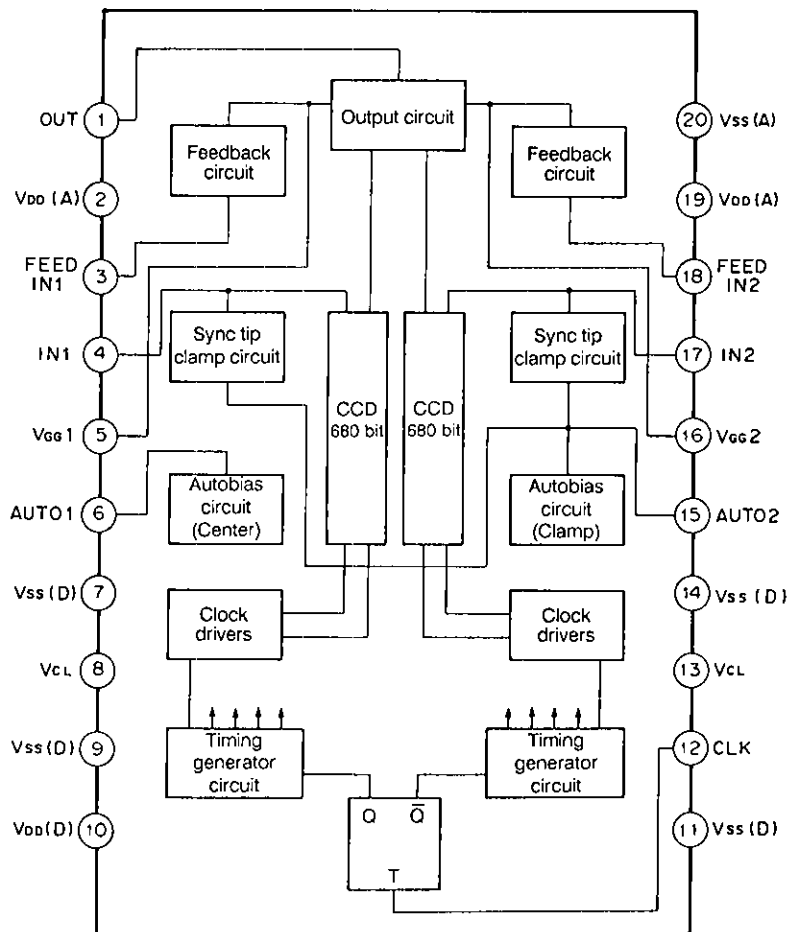 OUT
1
VDD (A)
2
FEED
IN1
3
IN1
4
VGG1
5
AUTO1
6
VSS (D)
7
VCL
8
VSS (D)
9
VDD (D)
10
Output circuit
Feedback
circuit
Feedback
circuit
Sync tip
clamp circuit
CCD
680 bit
CCD
680 bit
Sync tip
clamp circuit
Autobias
circuit
(Center)
Autobias
circuit
(Clamp)
Clock
drivers
Clock
drivers
Timing
generator
circuit
Timing
generator
circuit
Q Q̅
T
20
VSS (A)
19
VDD (A)
18
FEED
IN2
17
IN2
16
VGG2
15
AUTO2
14
VSS (D)
13
VCL
12
CLK
11
VSS (D)